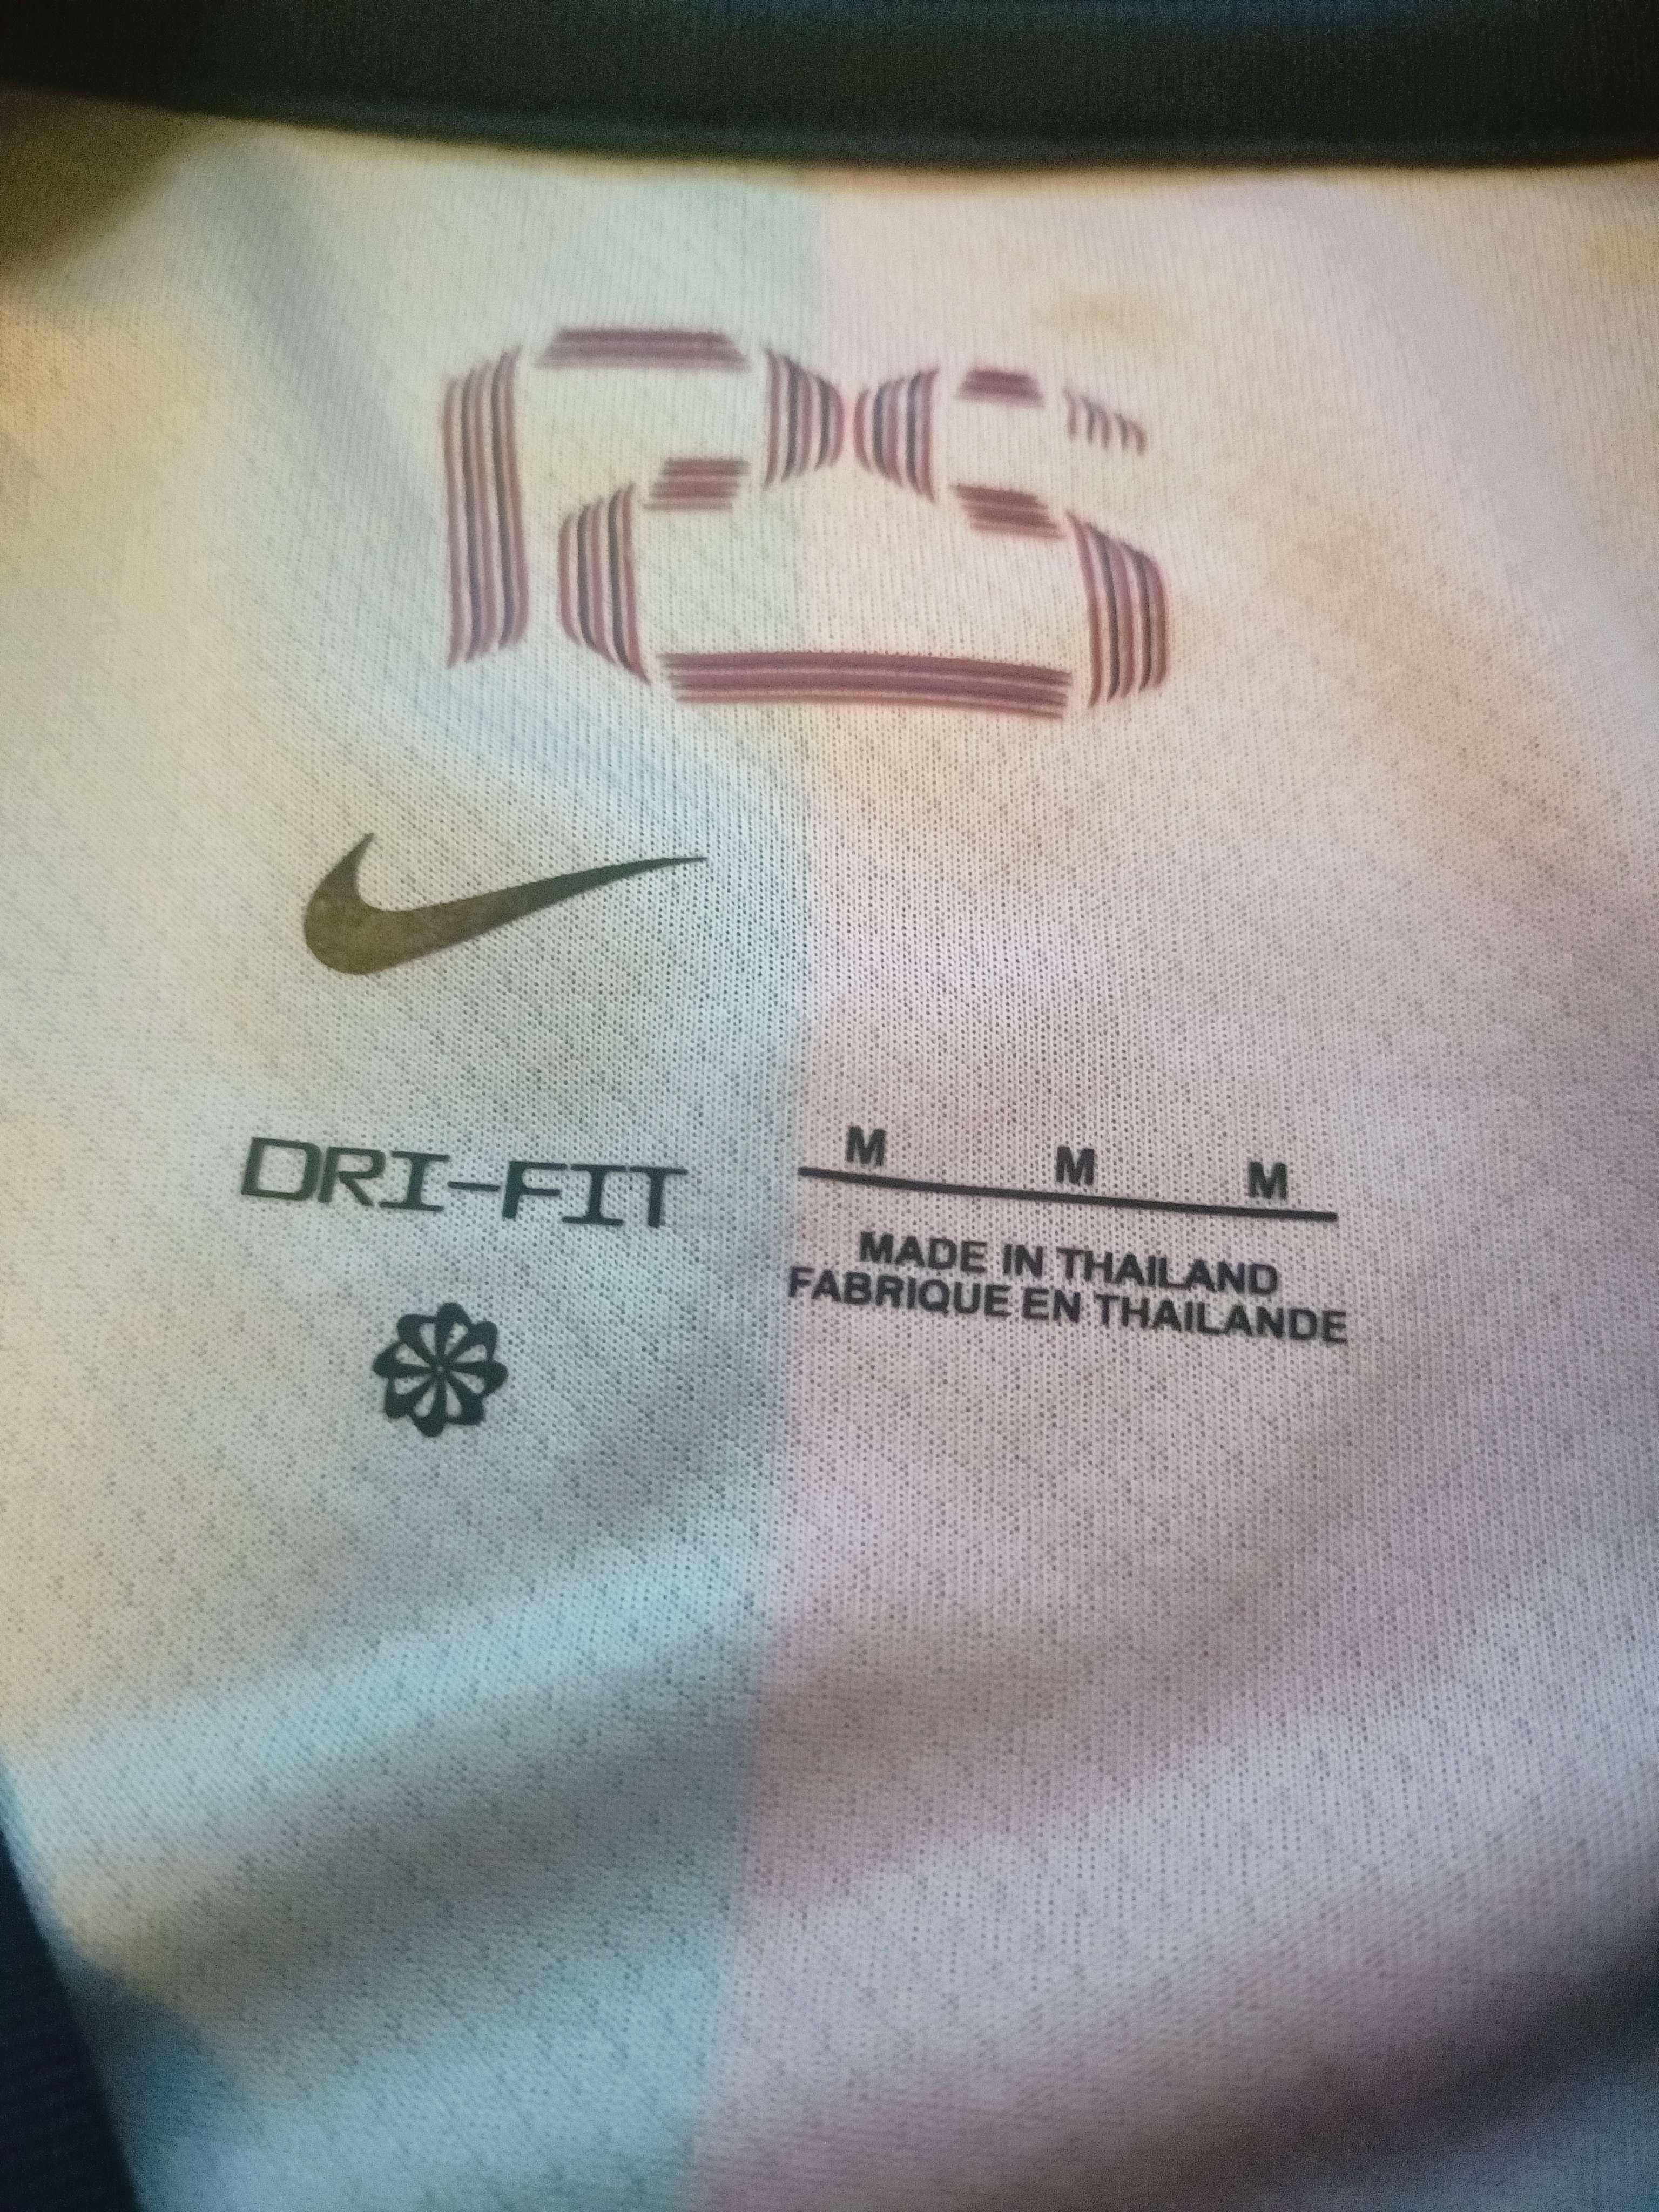 DRI-FIT
M M M
MADE IN THAILAND
FABRIQUE EN THAILANDE